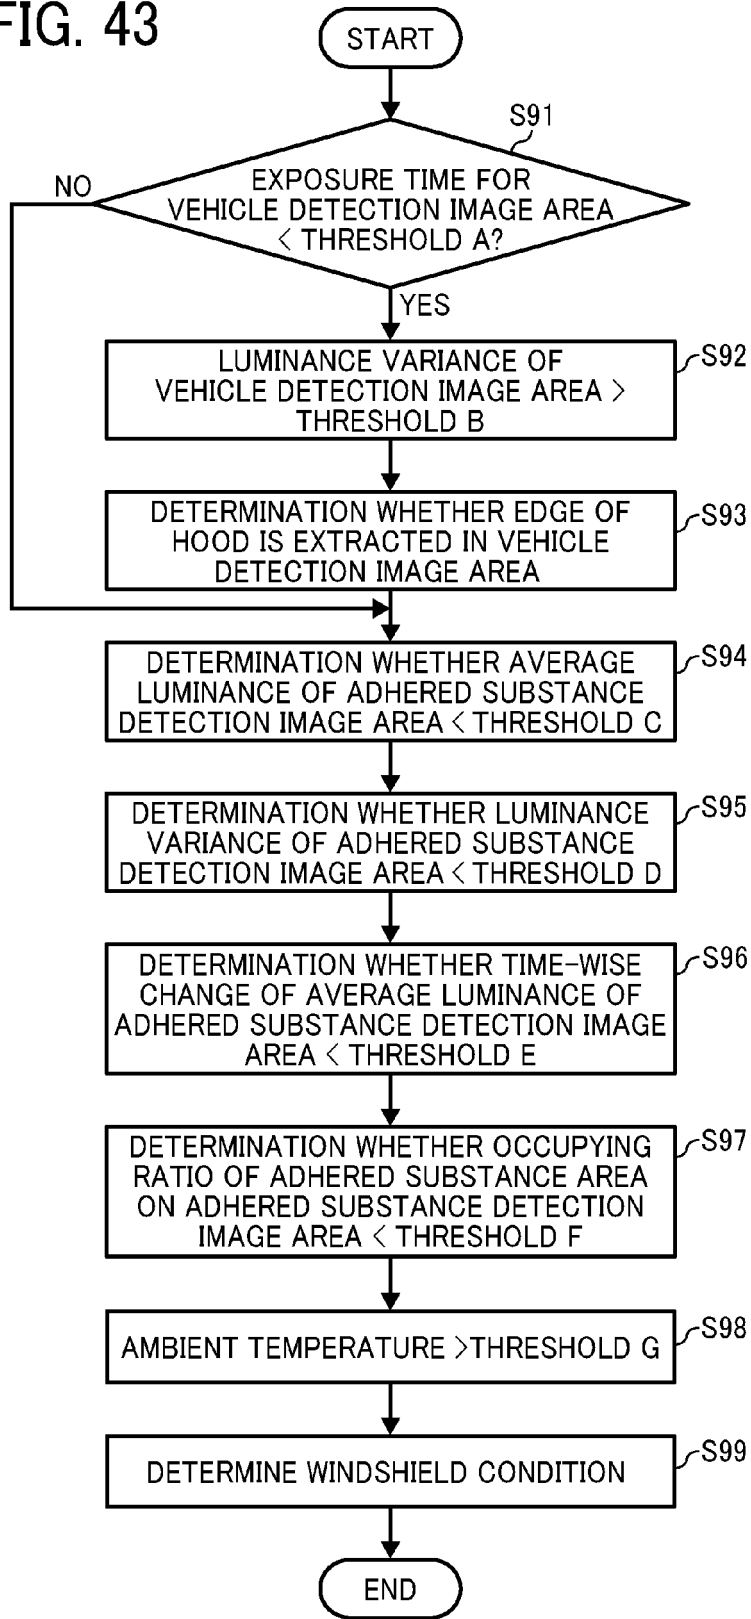 FIG. 43
START
S91
EXPOSURE TIME FOR
VEHICLE DETECTION IMAGE AREA
< THRESHOLD A?
NO
YES
S92
LUMINANCE VARIANCE OF
VEHICLE DETECTION IMAGE AREA >
THRESHOLD B
S93
DETERMINATION WHETHER EDGE OF
HOOD IS EXTRACTED IN VEHICLE
DETECTION IMAGE AREA
S94
DETERMINATION WHETHER AVERAGE
LUMINANCE OF ADHERED SUBSTANCE
DETECTION IMAGE AREA < THRESHOLD C
S95
DETERMINATION WHETHER LUMINANCE
VARIANCE OF ADHERED SUBSTANCE
DETECTION IMAGE AREA < THRESHOLD D
S96
DETERMINATION WHETHER TIME-WISE
CHANGE OF AVERAGE LUMINANCE OF
ADHERED SUBSTANCE DETECTION IMAGE
AREA < THRESHOLD E
S97
DETERMINATION WHETHER OCCUPYING
RATIO OF ADHERED SUBSTANCE AREA
ON ADHERED SUBSTANCE DETECTION
IMAGE AREA < THRESHOLD F
S98
AMBIENT TEMPERATURE >THRESHOLD G
S99
DETERMINE WINDSHIELD CONDITION
END